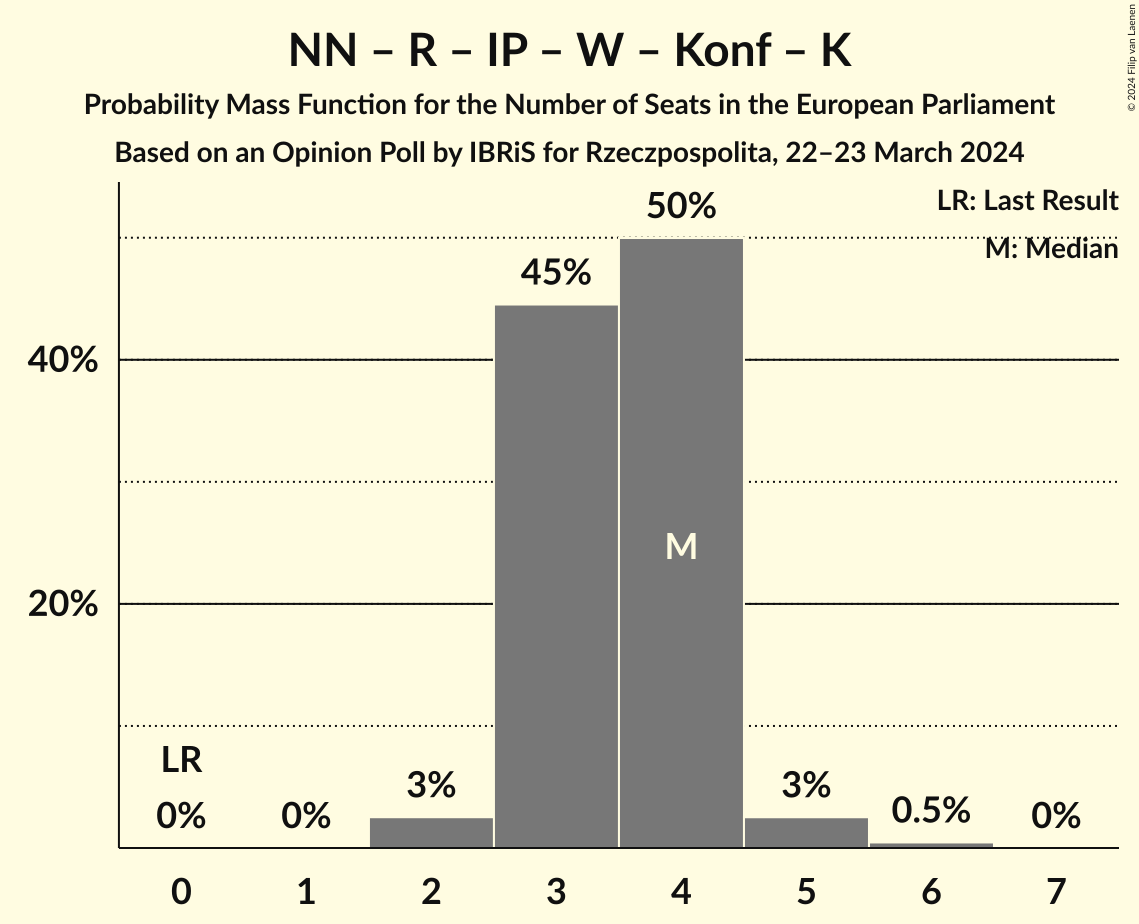 NN – R – IP – W – Konf – K
Probability Mass Function for the Number of Seats in the European Parliament
Based on an Opinion Poll by IBRiS for Rzeczpospolita, 22–23 March 2024
© 2024 Filip van Laenen
LR: Last Result
M: Median
50%
45%
40%
M
20%
LR
0%
0%
3%
3%
0.5%
0%
0 1 2 3 4 5 6 7